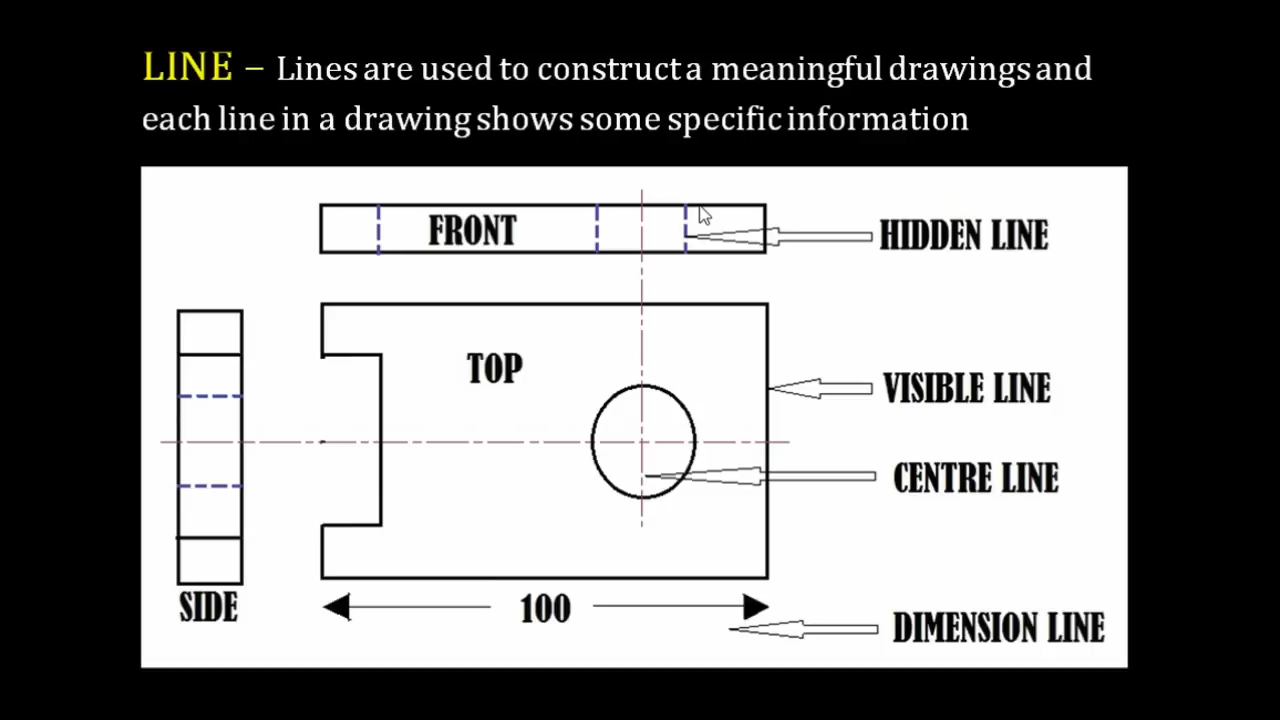 LINE – Lines are used to construct a meaningful drawings and
each line in a drawing shows some specific information
FRONT
HIDDEN LINE
TOP
VISIBLE LINE
CENTRE LINE
SIDE
100
DIMENSION LINE